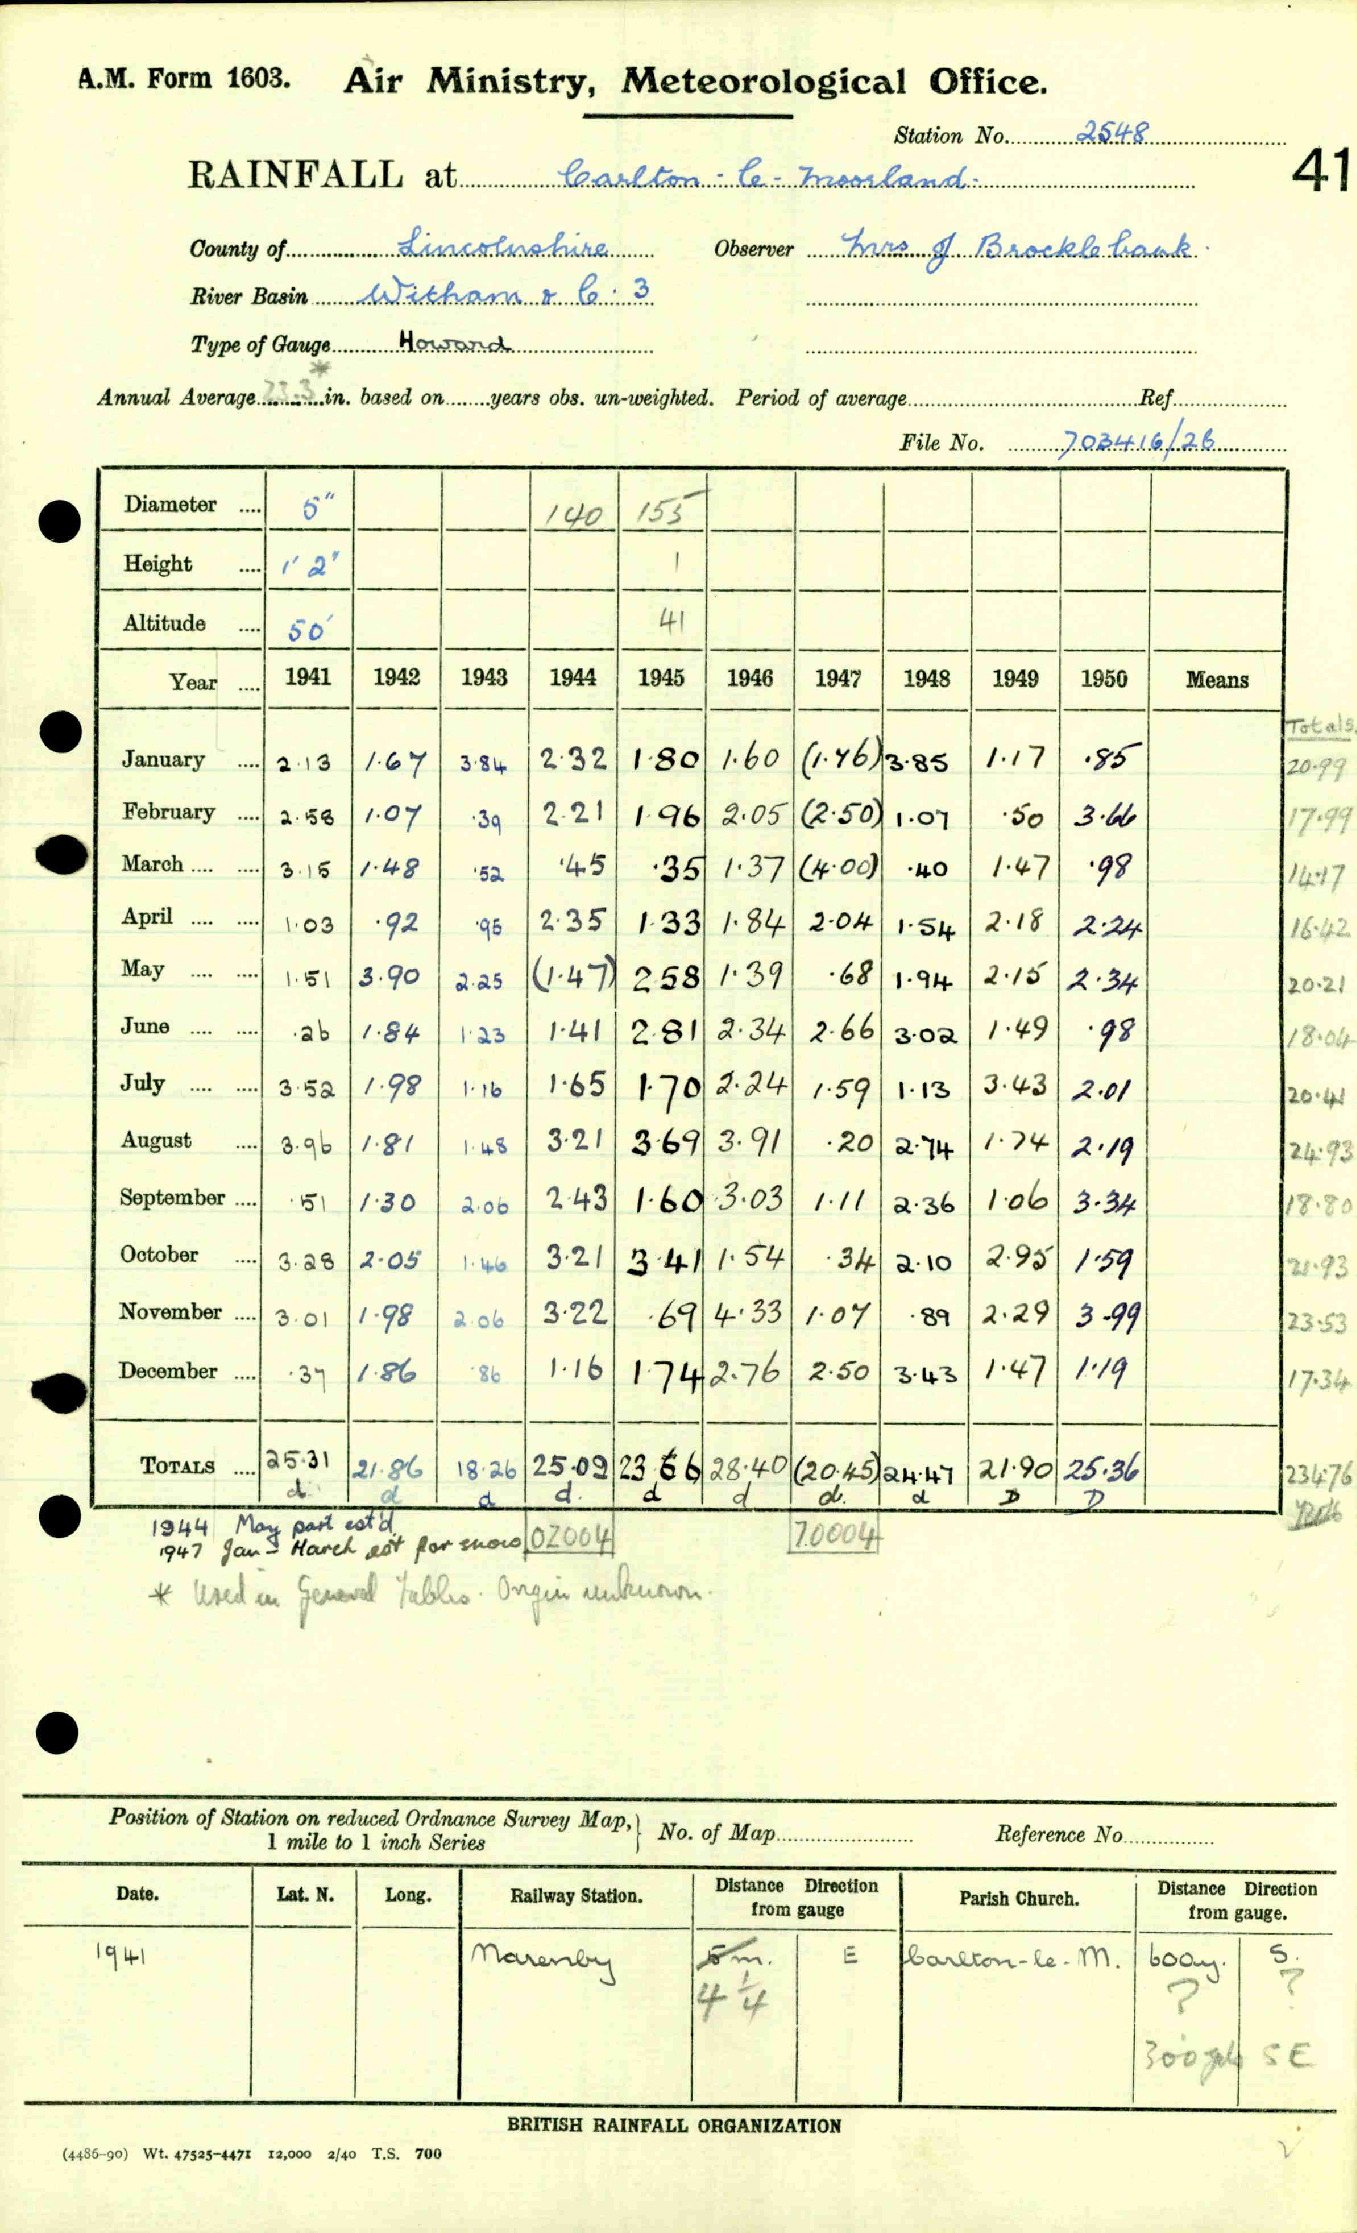 A.M. Form 1603. Air Ministry, Meteorological Office.
Station No. 2548
41
RAINFALL at Carlton-le-Moorland.
County of Lincolnshire Observer Mrs J Brocklebank.
River Basin Witham & C. 3
Type of Gauge Howard
Annual Average 23.3* in. based on years obs. un-weighted. Period of average Ref
File No. 703416/26
Diameter .... 5" 140 155
Height .... 1' 2" 1
Altitude .... 50' 41
Year .... 1941 1942 1943 1944 1945 1946 1947 1948 1949 1950 Means
Totals
January .... 2.13 1.67 3.84 2.32 1.80 1.60 (1.76) 3.85 1.17 .85 20.99
February .... 2.58 1.07 .39 2.21 1.96 2.05 (2.50) 1.07 .50 3.66 17.99
March .... .... 3.15 1.48 .52 .45 .35 1.37 (4.00) .40 1.47 .98 14.17
April .... .... 1.03 .92 .95 2.35 1.33 1.84 2.04 1.54 2.18 2.24 16.42
May .... .... 1.51 3.90 2.25 (1.47) 2.58 1.39 .68 1.94 2.15 2.34 20.21
June .... .... .26 1.84 1.23 1.41 2.81 2.34 2.66 3.02 1.49 .98 18.04
July .... .... 3.52 1.98 1.16 1.65 1.70 2.24 1.59 1.13 3.43 2.01 20.41
August .... 3.96 1.81 1.48 3.21 3.69 3.91 .20 2.74 1.74 2.19 24.93
September .... .51 1.30 2.06 2.43 1.60 3.03 1.11 2.36 1.06 3.34 18.80
October .... 3.28 2.05 1.46 3.21 3.41 1.54 .34 2.10 2.95 1.59 21.93
November .... 3.01 1.98 2.06 3.22 .69 4.33 1.07 .89 2.29 3.99 23.53
December .... .37 1.86 .86 1.16 1.74 2.76 2.50 3.43 1.47 1.19 17.34
TOTALS .... 25.31 21.86 18.26 25.09 23.66 28.40 (20.45) 24.47 21.90 25.36 234.76
d d d d. d d d. d D D
1944 May part est'd.
1947 Jan - March est for snow 02004 70004
* Used in General Tables. Origin unknown.
Position of Station on reduced Ordnance Survey Map, } No. of Map Reference No.
1 mile to 1 inch Series
Date. Lat. N. Long. Railway Station. Distance Direction from gauge Parish Church. Distance Direction from gauge.
1941 Navenby 5 m. E Carlton-le-M. 600y. S.
4 1/4 ? ?
300 yds SE
BRITISH RAINFALL ORGANIZATION
(4486-90) Wt. 47525-4471 12,000 2/40 T.S. 700